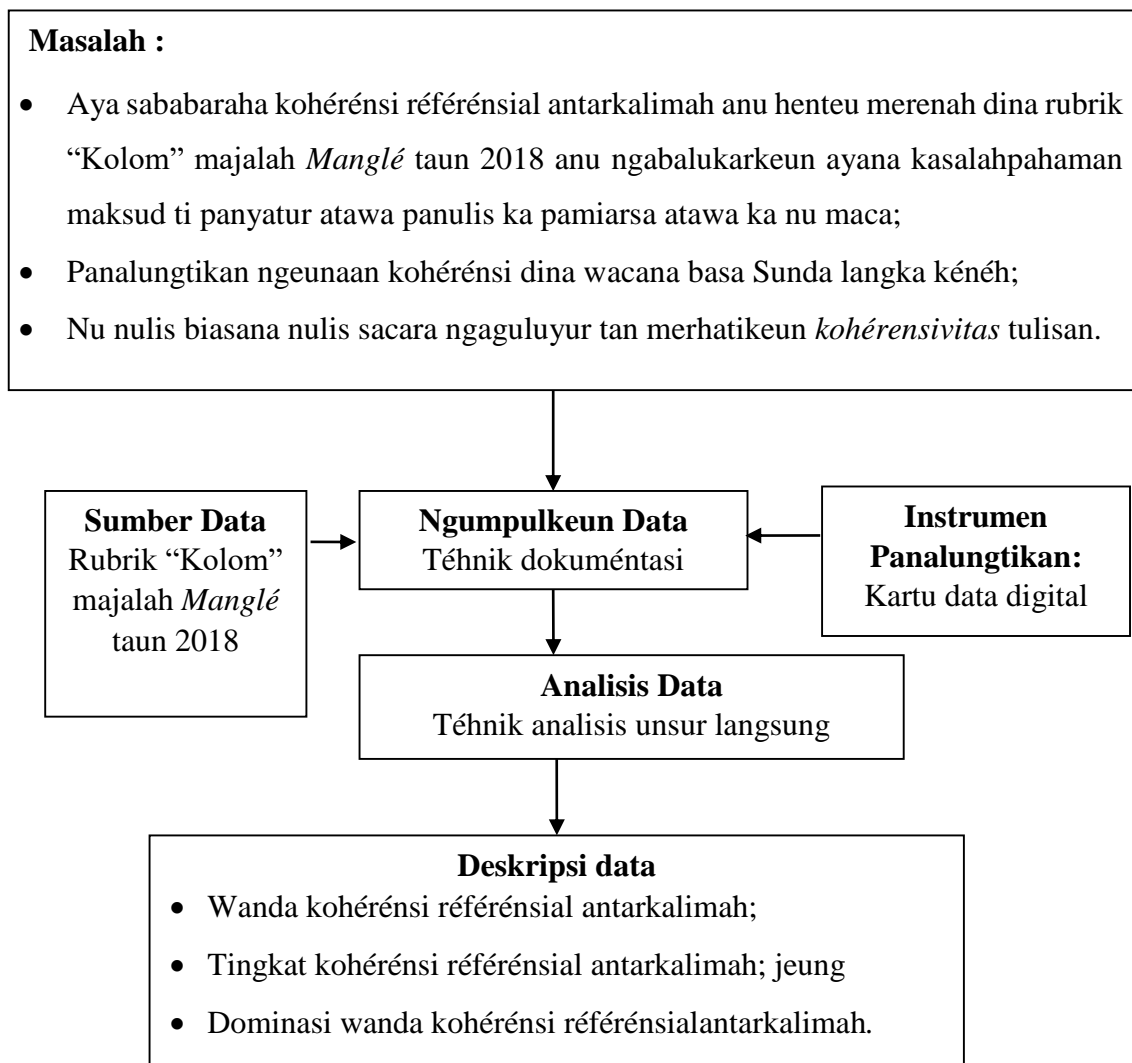 Masalah :
• Aya sababaraha kohérénsi référénsial antarkalimah anu henteu merenah dina rubrik
“Kolom” majalah Manglé taun 2018 anu ngabalukarkeun ayana kasalahpahaman
maksud ti panyatur atawa panulis ka pamiarsa atawa ka nu maca;
• Panalungtikan ngeunaan kohérénsi dina wacana basa Sunda langka kénéh;
• Nu nulis biasana nulis sacara ngaguluyur tan merhatikeun kohérensivitas tulisan.
Sumber Data
Rubrik “Kolom”
majalah Manglé
taun 2018
Ngumpulkeun Data
Téhnik dokuméntasi
Instrumen
Panalungtikan:
Kartu data digital
Analisis Data
Téhnik analisis unsur langsung
Deskripsi data
• Wanda kohérénsi référénsial antarkalimah;
• Tingkat kohérénsi référénsial antarkalimah; jeung
• Dominasi wanda kohérénsi référénsialantarkalimah.